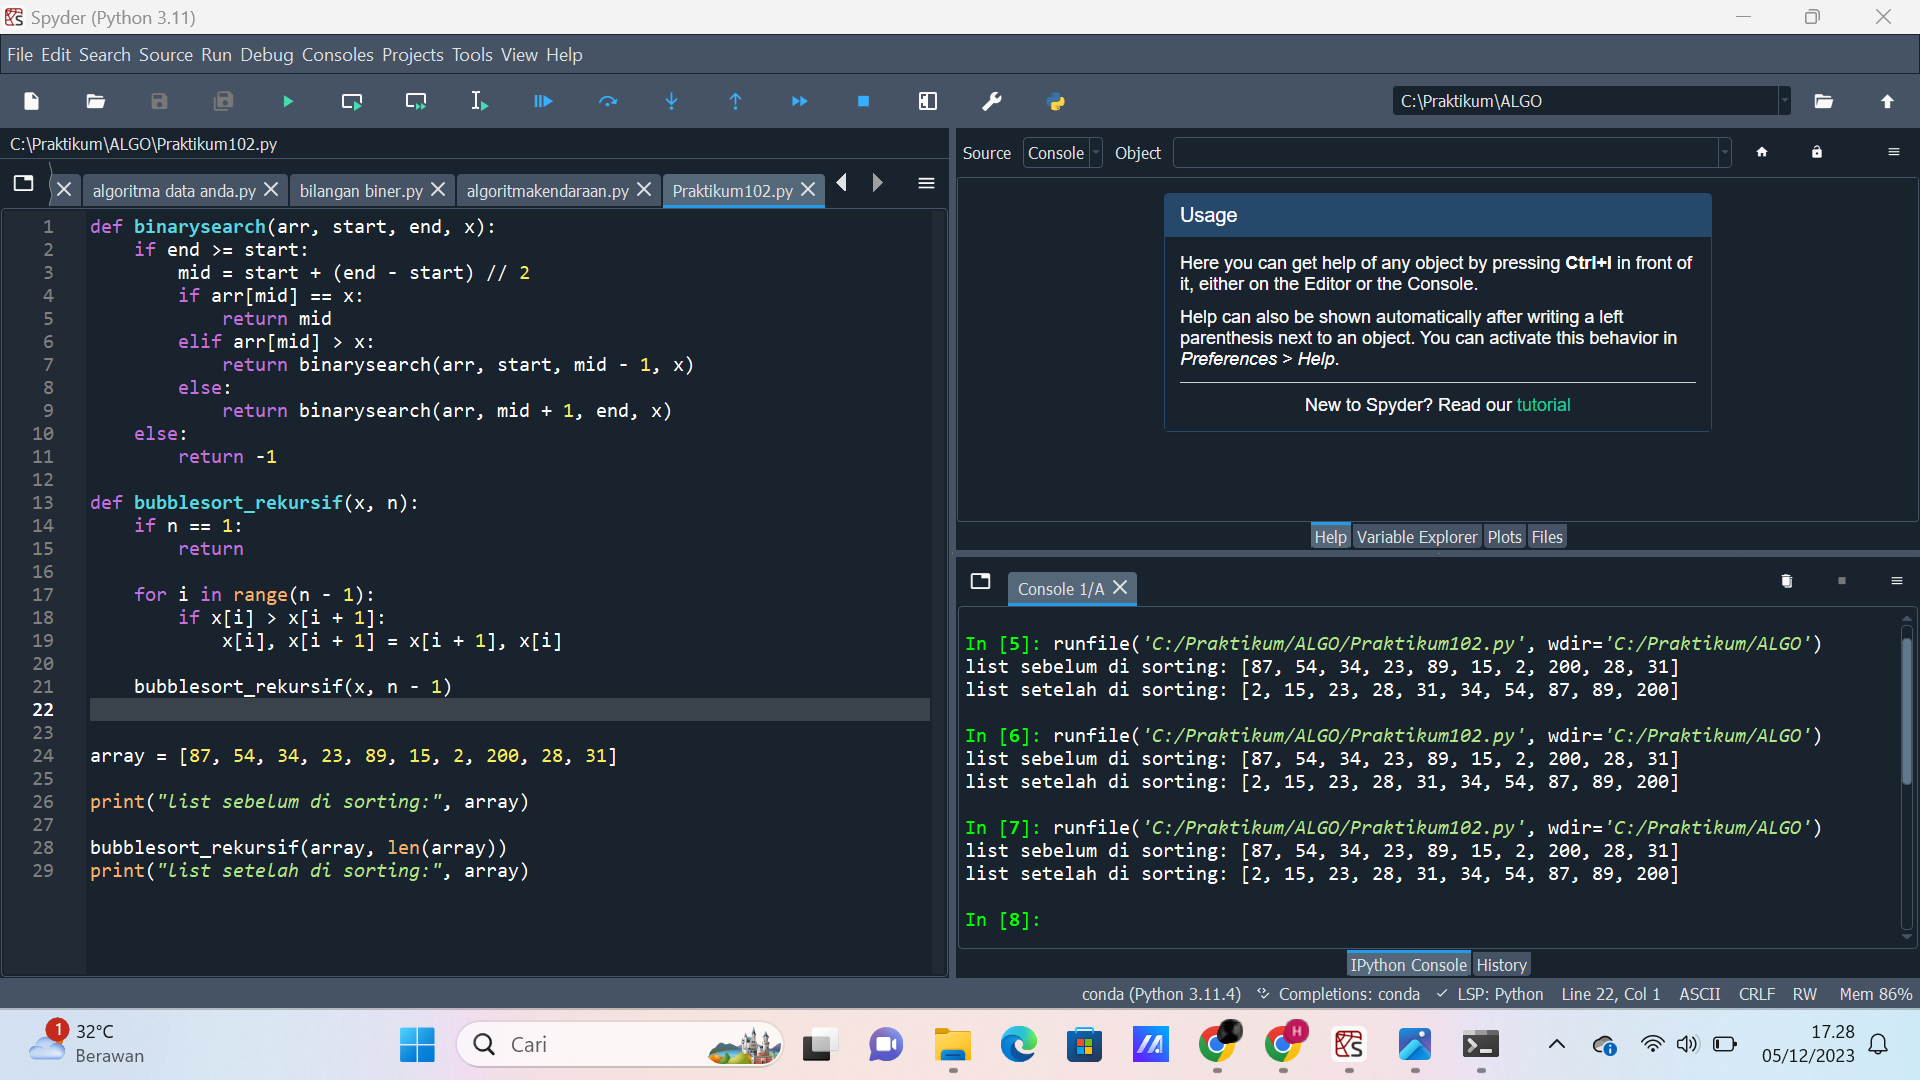 Spyder (Python 3.11)
File Edit Search Source Run Debug Consoles Projects Tools View Help
C:\Praktikum\ALGO
C:\Praktikum\ALGO\Praktikum102.py
algoritma data anda.py
bilangan biner.py
algoritmakendaraan.py
Praktikum102.py
1 def binarysearch(arr, start, end, x):
2     if end >= start:
3         mid = start + (end - start) // 2
4         if arr[mid] == x:
5             return mid
6         elif arr[mid] > x:
7             return binarysearch(arr, start, mid - 1, x)
8         else:
9             return binarysearch(arr, mid + 1, end, x)
10     else:
11         return -1
12
13 def bubblesort_rekursif(x, n):
14     if n == 1:
15         return
16
17     for i in range(n - 1):
18         if x[i] > x[i + 1]:
19             x[i], x[i + 1] = x[i + 1], x[i]
20
21     bubblesort_rekursif(x, n - 1)
22
23
24 array = [87, 54, 34, 23, 89, 15, 2, 200, 28, 31]
25
26 print("list sebelum di sorting:", array)
27
28 bubblesort_rekursif(array, len(array))
29 print("list setelah di sorting:", array)
Source Console Object
Usage
Here you can get help of any object by pressing Ctrl+I in front of
it, either on the Editor or the Console.
Help can also be shown automatically after writing a left
parenthesis next to an object. You can activate this behavior in
Preferences > Help.
New to Spyder? Read our tutorial
Help Variable Explorer Plots Files
Console 1/A
In [5]: runfile('C:/Praktikum/ALGO/Praktikum102.py', wdir='C:/Praktikum/ALGO')
list sebelum di sorting: [87, 54, 34, 23, 89, 15, 2, 200, 28, 31]
list setelah di sorting: [2, 15, 23, 28, 31, 34, 54, 87, 89, 200]
In [6]: runfile('C:/Praktikum/ALGO/Praktikum102.py', wdir='C:/Praktikum/ALGO')
list sebelum di sorting: [87, 54, 34, 23, 89, 15, 2, 200, 28, 31]
list setelah di sorting: [2, 15, 23, 28, 31, 34, 54, 87, 89, 200]
In [7]: runfile('C:/Praktikum/ALGO/Praktikum102.py', wdir='C:/Praktikum/ALGO')
list sebelum di sorting: [87, 54, 34, 23, 89, 15, 2, 200, 28, 31]
list setelah di sorting: [2, 15, 23, 28, 31, 34, 54, 87, 89, 200]
In [8]:
IPython Console History
conda (Python 3.11.4) Completions: conda LSP: Python Line 22, Col 1 ASCII CRLF RW Mem 86%
1
32°C
Berawan
Cari
H
17.28
05/12/2023